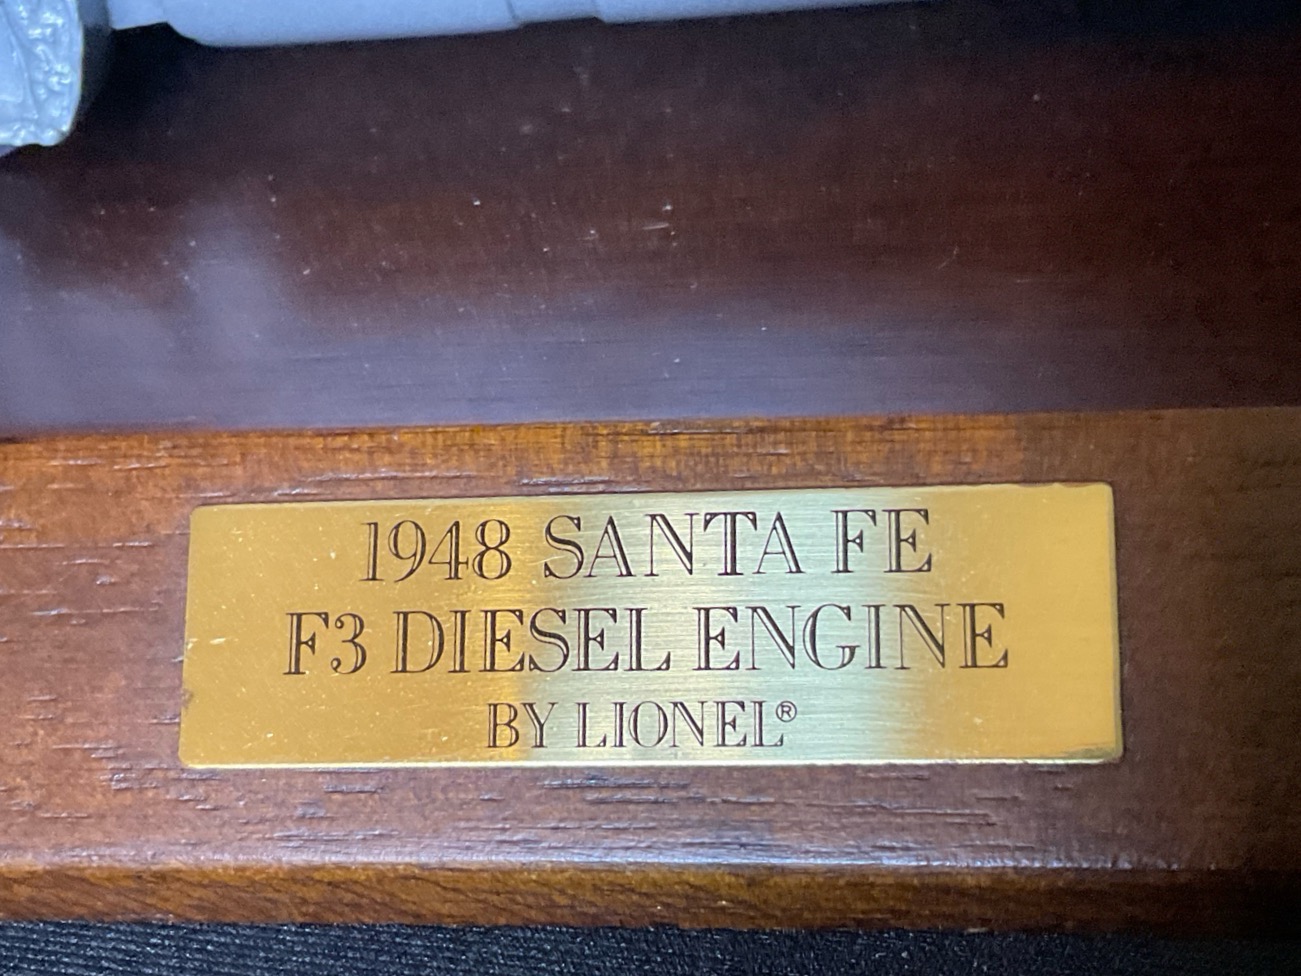 1948 SANTA FE
F3 DIESEL ENGINE
BY LIONEL®